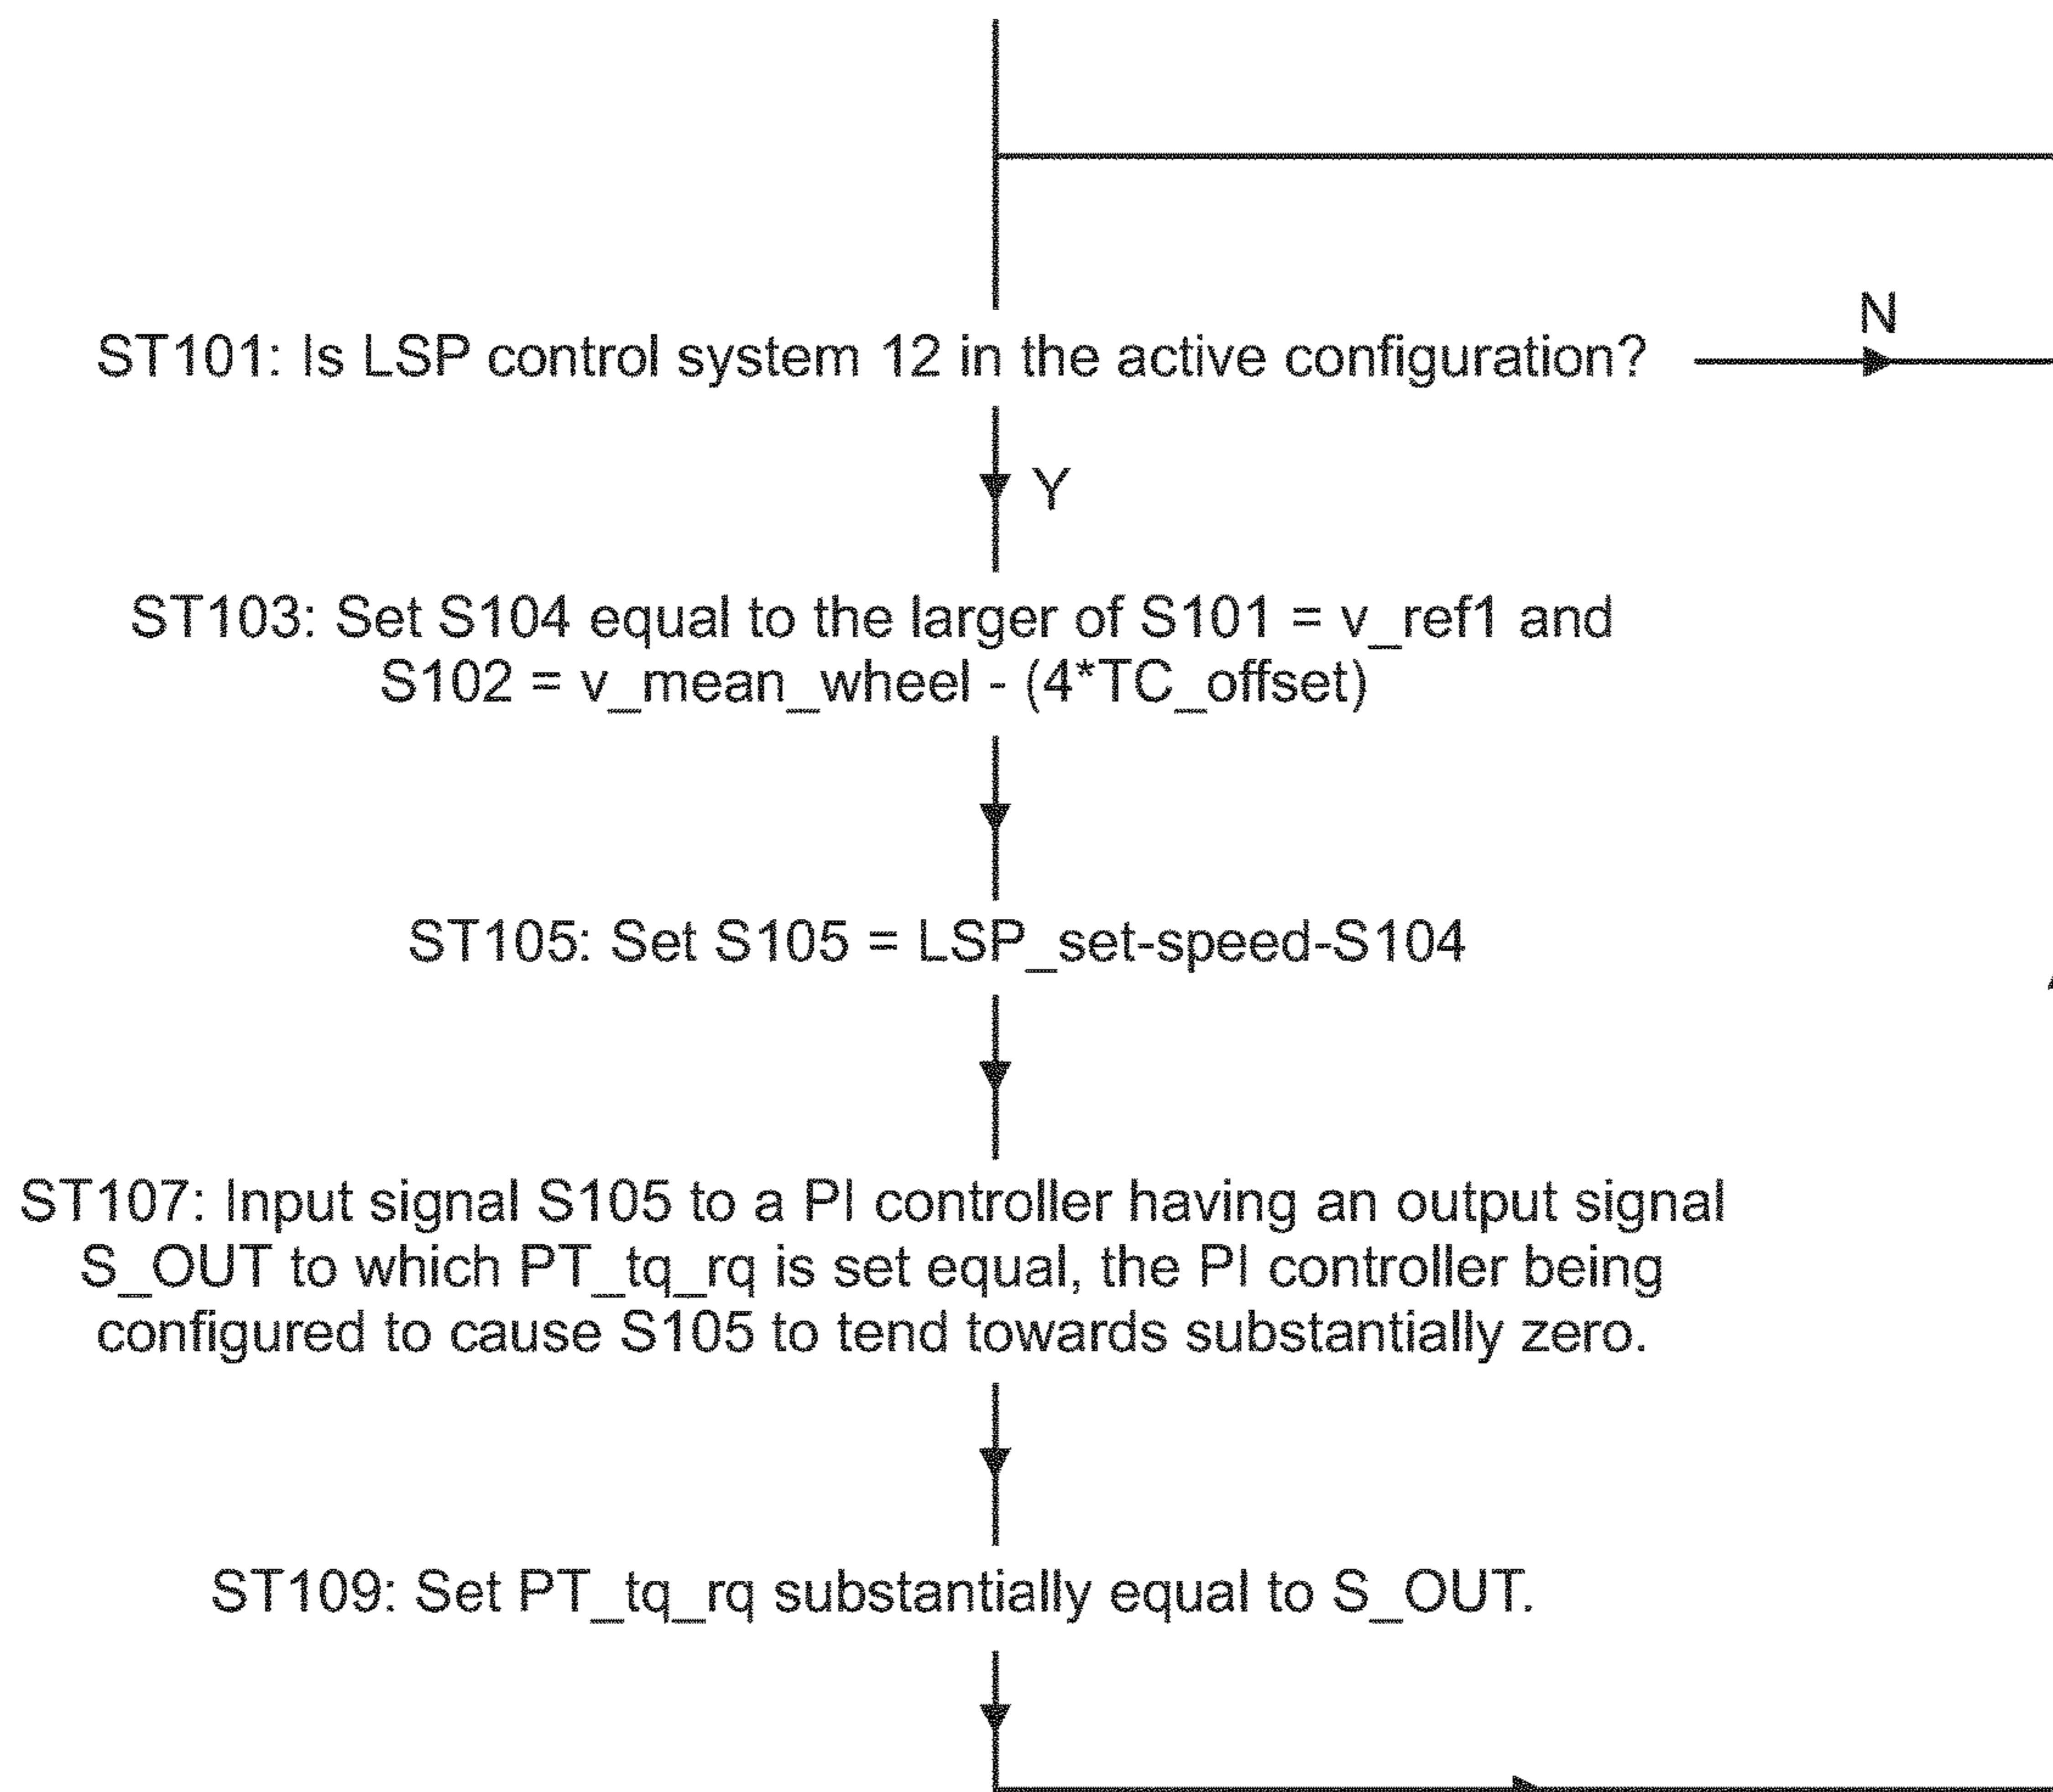 N
ST101: Is LSP control system 12 in the active configuration?
Y
ST103: Set S104 equal to the larger of S101 = v_ref1 and
S102 = v_mean_wheel - (4*TC_offset)
ST105: Set S105 = LSP_set-speed-S104
ST107: Input signal S105 to a PI controller having an output signal
S_OUT to which PT_tq_rq is set equal, the PI controller being
configured to cause S105 to tend towards substantially zero.
ST109: Set PT_tq_rq substantially equal to S_OUT.